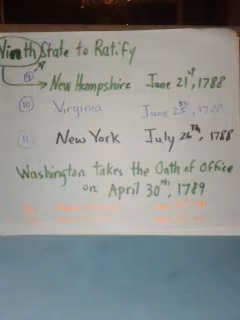 Ninth State to Ratify
9 New Hampshire June 21st, 1788
10 Virginia June 25th, 1788
11 New York July 26th, 1788
Washington takes the Oath of Office
on April 30th, 1789